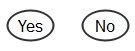 Yes No